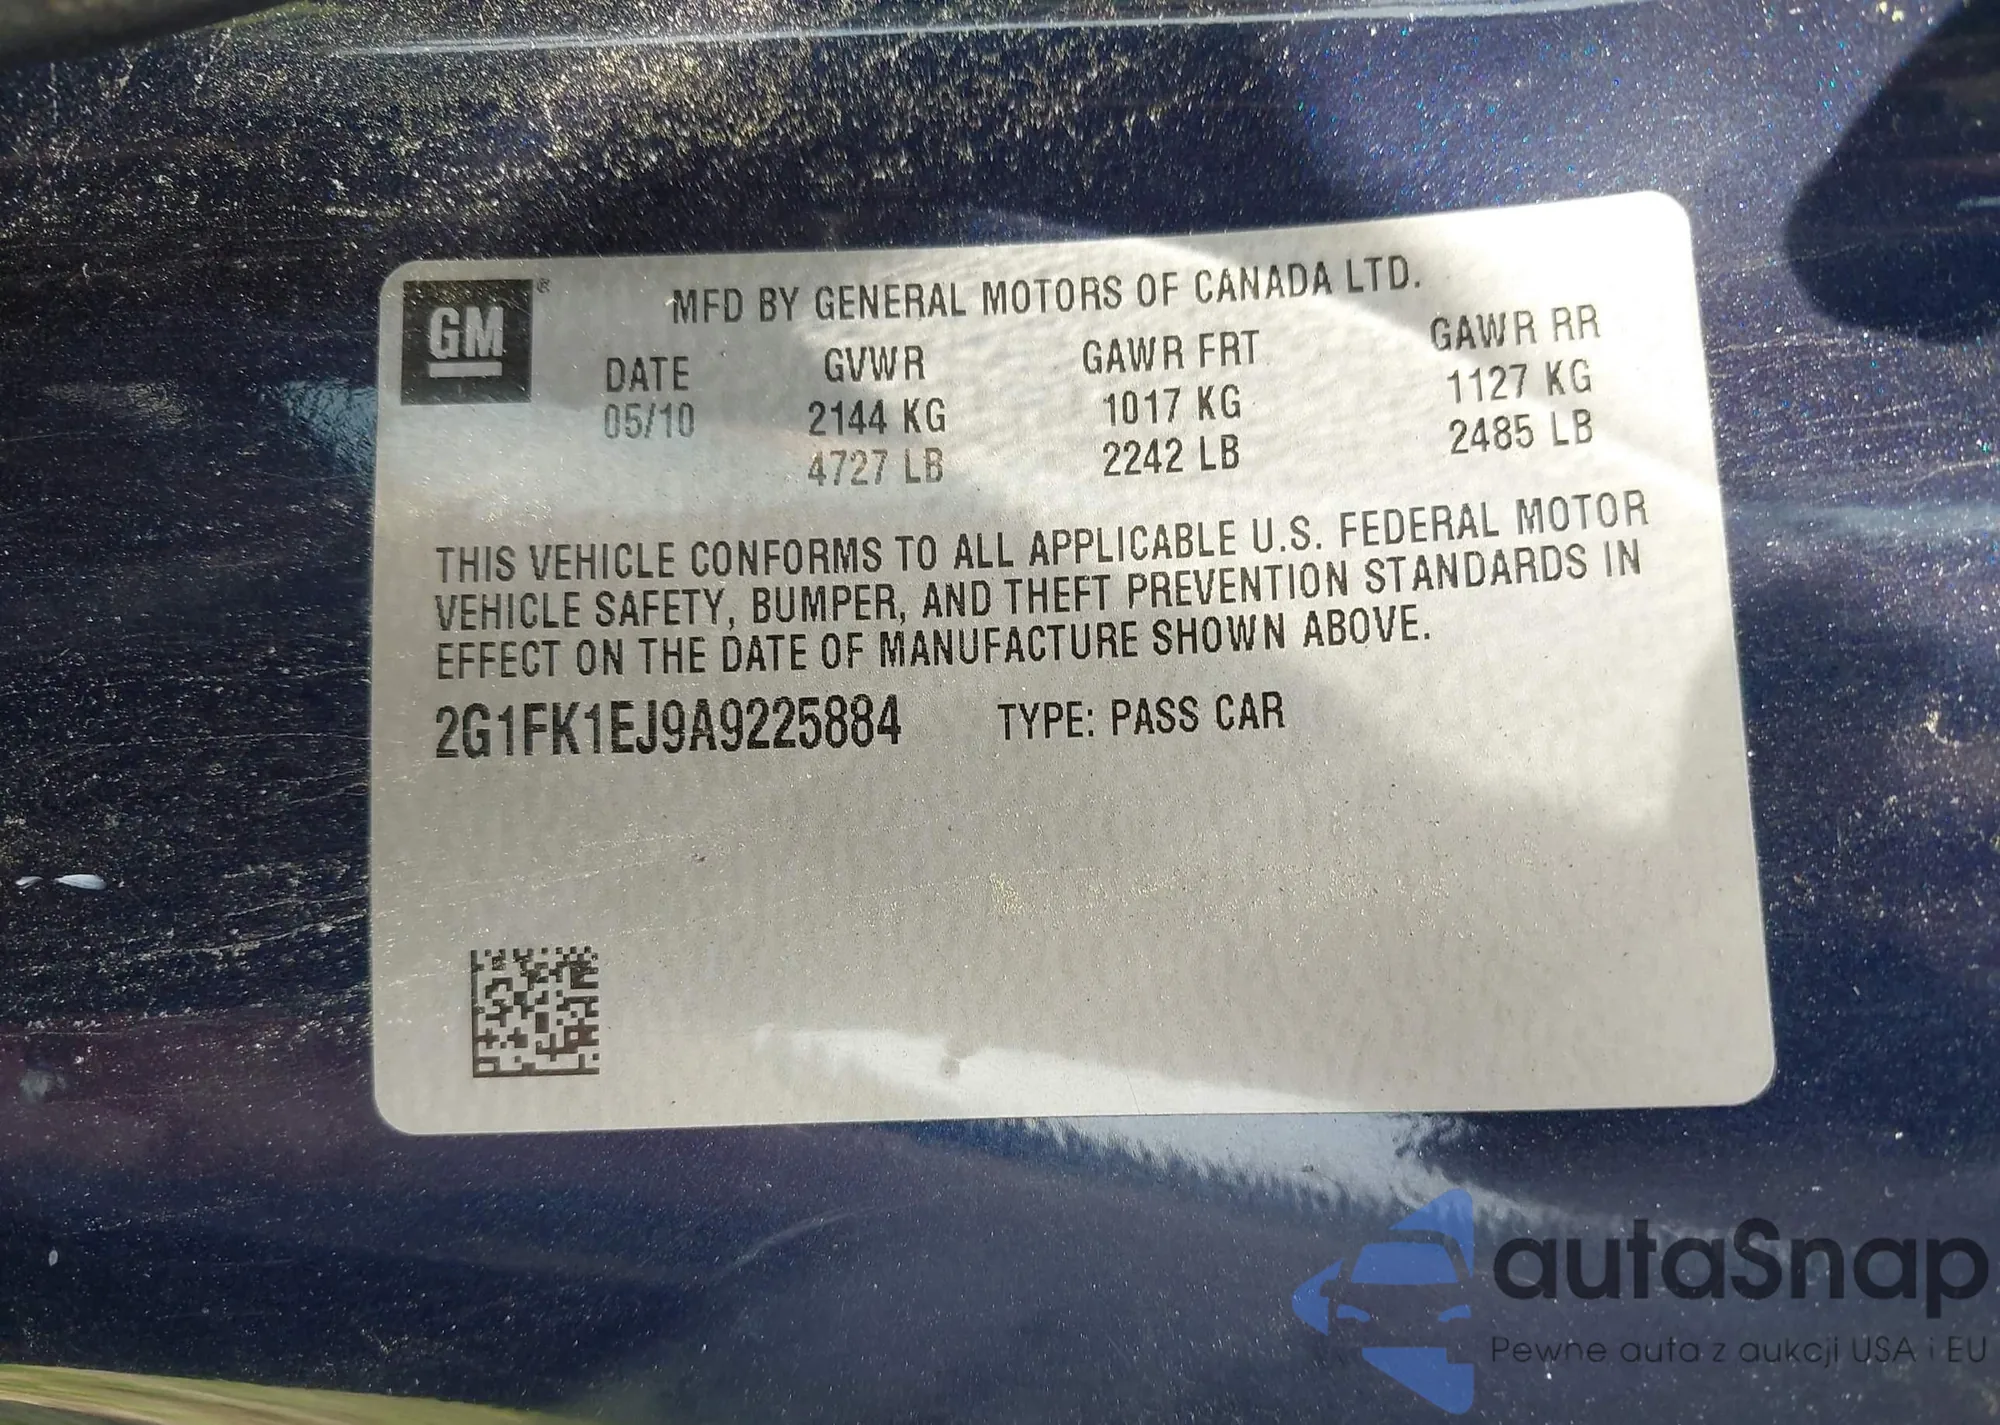 GM ®
MFD BY GENERAL MOTORS OF CANADA LTD.
DATE GVWR GAWR FRT GAWR RR
05/10 2144 KG 1017 KG 1127 KG
4727 LB 2242 LB 2485 LB
THIS VEHICLE CONFORMS TO ALL APPLICABLE U.S. FEDERAL MOTOR
VEHICLE SAFETY, BUMPER, AND THEFT PREVENTION STANDARDS IN
EFFECT ON THE DATE OF MANUFACTURE SHOWN ABOVE.
2G1FK1EJ9A9225884 TYPE: PASS CAR
autaSnap
Pewne auta z aukcji USA i EU